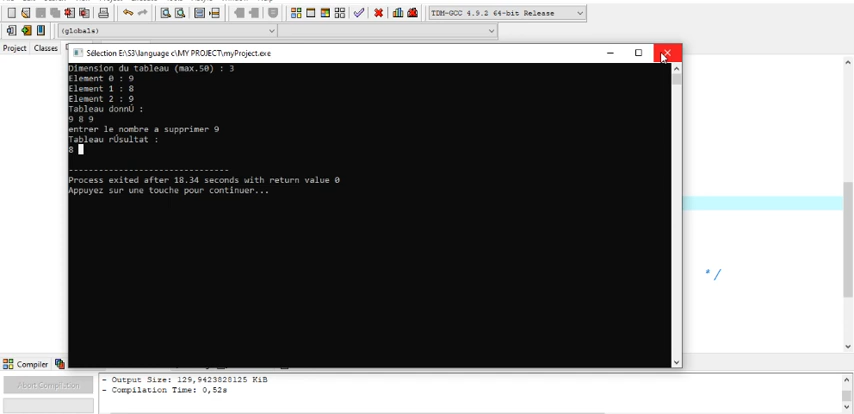 TDM-GCC 4.9.2 64-bit Release
(globals)
Project Classes
Sélection E:\S3\language c\MY PROJECT\myProject.exe
Dimension du tableau (max.50) : 3
Element 0 : 9
Element 1 : 8
Element 2 : 9
Tableau donnÚ :
9 8 9
entrer le nombre a supprimer 9
Tableau rÚsultat :
8
--------------------------------
Process exited after 18.34 seconds with return value 0
Appuyez sur une touche pour continuer...
*/
Compiler
Abort Compilation
- Output Size: 129,9423828125 KiB
- Compilation Time: 0,52s